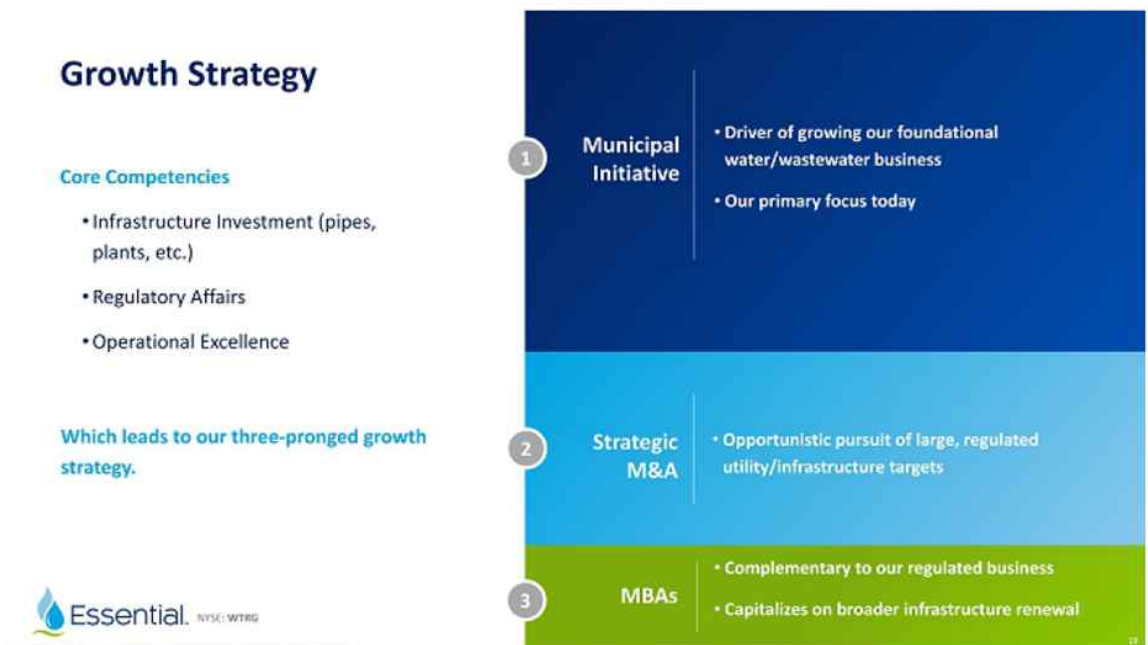 Growth Strategy
Core Competencies
• Infrastructure Investment (pipes,
plants, etc.)
• Regulatory Affairs
• Operational Excellence
Which leads to our three-pronged growth
strategy.
Essential. NYSE: WTRG
1
Municipal
Initiative
• Driver of growing our foundational
water/wastewater business
• Our primary focus today
2
Strategic
M&A
• Opportunistic pursuit of large, regulated
utility/infrastructure targets
3
MBAs
• Complementary to our regulated business
• Capitalizes on broader infrastructure renewal